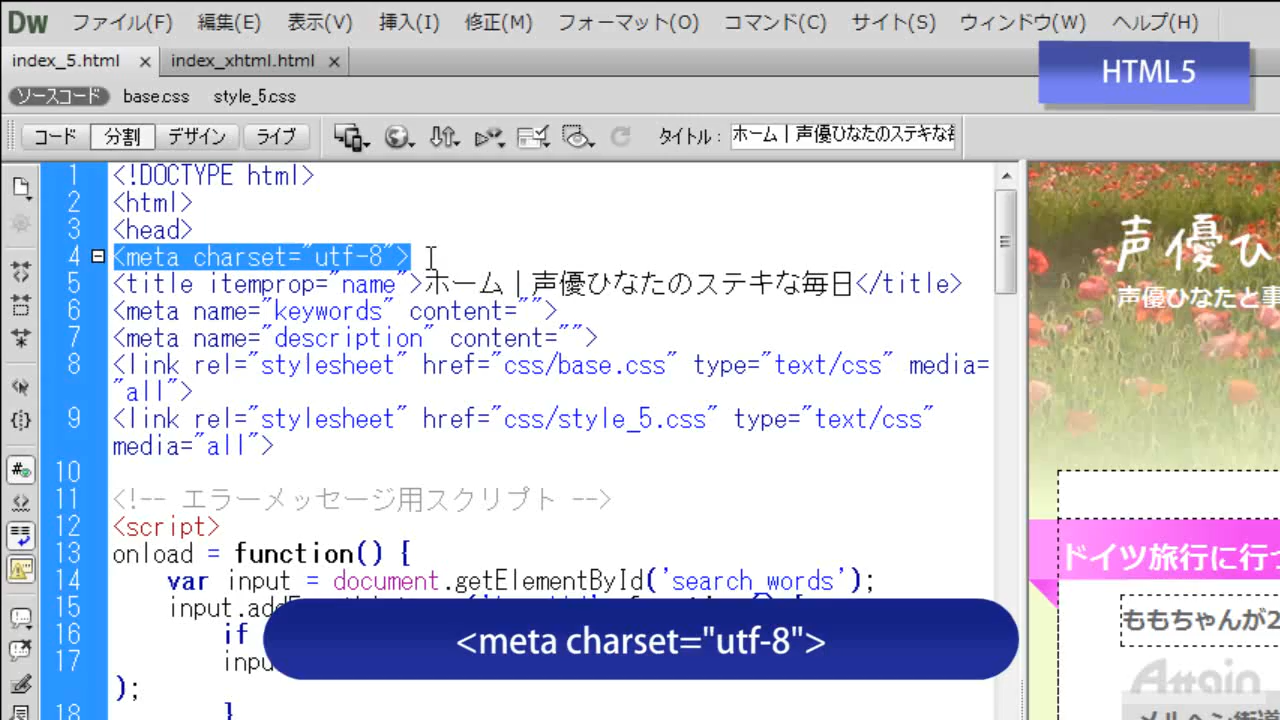 Dw ファイル(F) 編集(E) 表示(V) 挿入(I) 修正(M) フォーマット(O) コマンド(C) サイト(S) ウィンドウ(W) ヘルプ(H)
index_5.html × index_xhtml.html ×
HTML5
ソースコード base.css style_5.css
コード 分割 デザイン ライブ タイトル: ホーム｜声優ひなたのステキな
1 <!DOCTYPE html>
2 <html>
3 <head>
4 <meta charset="utf-8">
5 <title itemprop="name">ホーム｜声優ひなたのステキな毎日</title>
6 <meta name="keywords" content="">
7 <meta name="description" content="">
8 <link rel="stylesheet" href="css/base.css" type="text/css" media=
"all">
9 <link rel="stylesheet" href="css/style_5.css" type="text/css"
media="all">
10
11 <!-- エラーメッセージ用スクリプト -->
12 <script>
13 onload = function() {
14 var input = document.getElementById('search_words');
15
16 if
17
);
18 }
<meta charset="utf-8">
声優ひ
声優ひなたと事
ドイツ旅行に行っ
ももちゃんが2
Attain
メルヘン街道